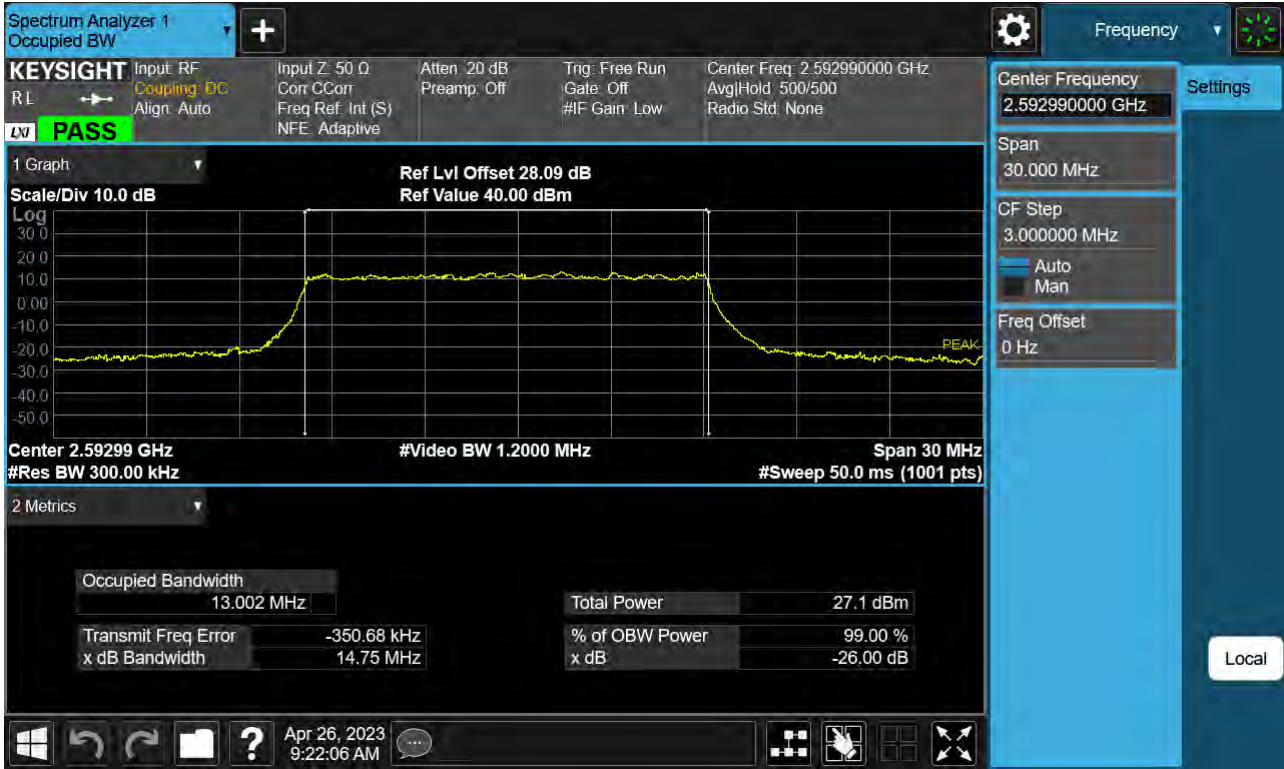 Spectrum Analyzer 1
Occupied BW
Frequency
KEYSIGHT
R L
LXI
PASS
Input: RF
Coupling: DC
Align: Auto
Input Z: 50 Ω
Corr CCorr
Freq Ref: Int (S)
NFE: Adaptive
Atten: 20 dB
Preamp: Off
Trig: Free Run
Gate: Off
#IF Gain: Low
Center Freq: 2.592990000 GHz
Avg|Hold: 500/500
Radio Std: None
Center Frequency
2.592990000 GHz
Settings
Span
30.000 MHz
CF Step
3.000000 MHz
Auto
Man
Freq Offset
0 Hz
Local
1 Graph
Scale/Div 10.0 dB
Ref Lvl Offset 28.09 dB
Ref Value 40.00 dBm
Log
30.0
20.0
10.0
0.00
-10.0
-20.0
-30.0
-40.0
-50.0
PEAK
Center 2.59299 GHz
#Video BW 1.2000 MHz
Span 30 MHz
#Res BW 300.00 kHz
#Sweep 50.0 ms (1001 pts)
2 Metrics
Occupied Bandwidth
13.002 MHz
Total Power 27.1 dBm
Transmit Freq Error -350.68 kHz
% of OBW Power 99.00 %
x dB Bandwidth 14.75 MHz
x dB -26.00 dB
?
Apr 26, 2023
9:22:06 AM